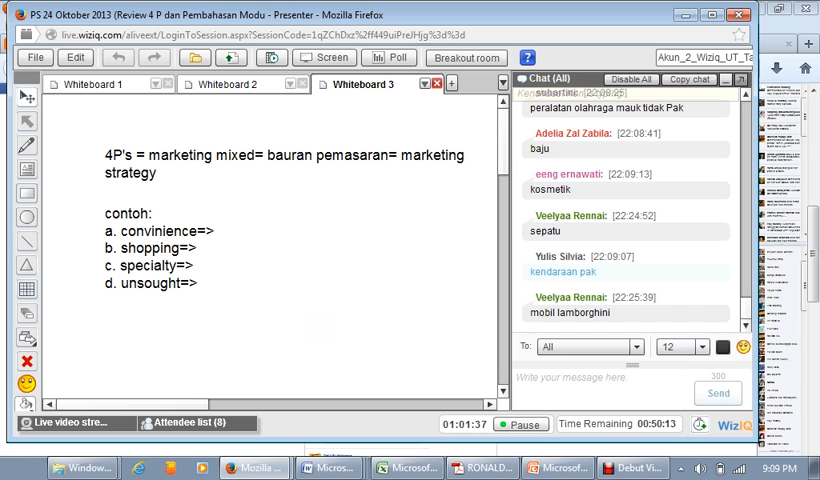 PS 24 Oktober 2013 (Review 4 P dan Pembahasan Modu - Presenter - Mozilla Firefox
live.wiziq.com/aliveext/LoginToSession.aspx?SessionCode=1qZChDxz%2ff449uiPreJHjg%3d%3d
File Edit Screen Poll Breakout room ? Akun_2_Wiziq_UT_Ta
Whiteboard 1 Whiteboard 2 Whiteboard 3
4P's = marketing mixed= bauran pemasaran= marketing
strategy
contoh:
a. convinience=>
b. shopping=>
c. specialty=>
d. unsought=>
Chat (All) Disable All Copy chat
peralatan olahraga mauk tidak Pak
Adelia Zal Zabila: [22:08:41]
baju
eeng ernawati: [22:09:13]
kosmetik
Veelyaa Rennai: [22:24:52]
sepatu
Yulis Silvia: [22:09:07]
kendaraan pak
Veelyaa Rennai: [22:25:39]
mobil lamborghini
To: All 12
Write your message here.
300
Send
Live video stre... Attendee list (8)
01:01:37 Pause Time Remaining 00:50:13 WizIQ
Window... Mozilla ... Micros... Microsof... RONALD... Microsof... Debut Vi... 9:09 PM